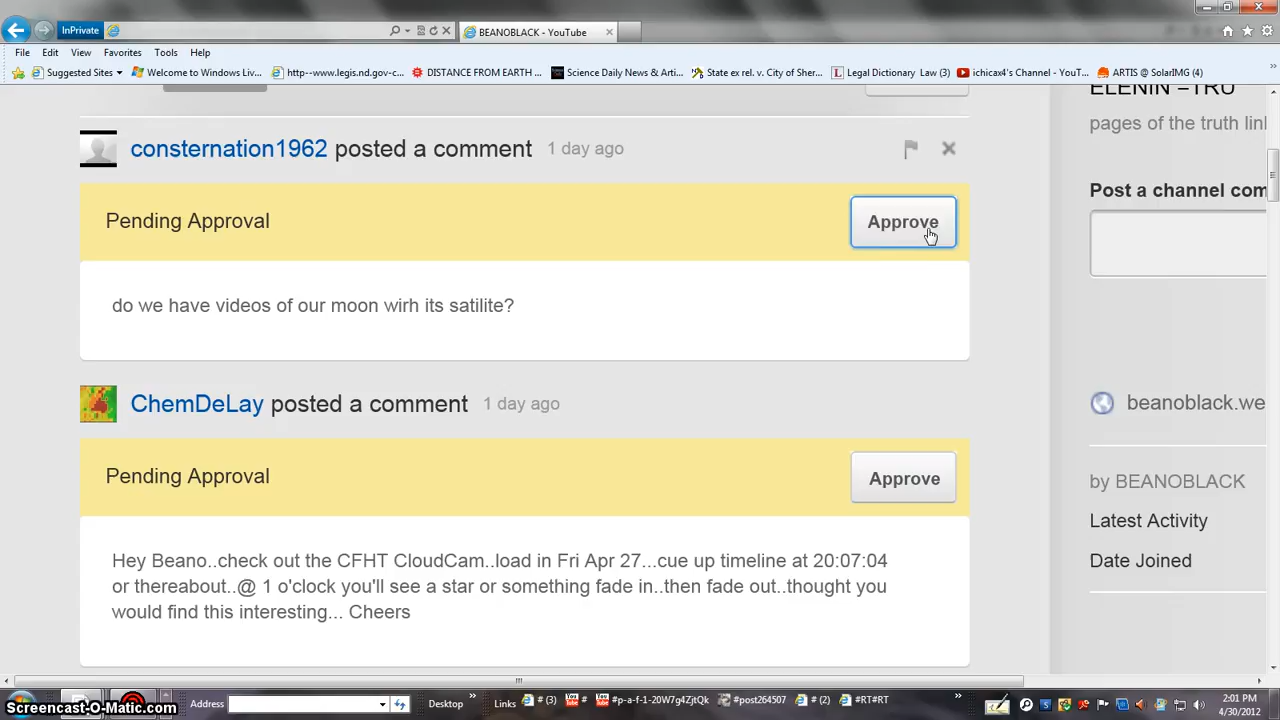 InPrivate
BEANOBLACK - YouTube
File Edit View Favorites Tools Help
Suggested Sites
Welcome to Windows Liv...
http--www.legis.nd.gov-c...
DISTANCE FROM EARTH ...
Science Daily News & Arti...
State ex rel. v. City of Sher...
Legal Dictionary Law (3)
ichicax4's Channel - YouT...
ARTIS @ SolarIMG (4)
ELENIN =TRU
pages of the truth lin
consternation1962 posted a comment 1 day ago
Post a channel com
Pending Approval
Approve
do we have videos of our moon wirh its satilite?
ChemDeLay posted a comment 1 day ago
beanoblack.we
Pending Approval
Approve
by BEANOBLACK
Latest Activity
Date Joined
Hey Beano..check out the CFHT CloudCam..load in Fri Apr 27...cue up timeline at 20:07:04
or thereabout..@ 1 o'clock you'll see a star or something fade in..then fade out..thought you
would find this interesting... Cheers
Address
Desktop
Links
# (3)
#
#p-a-f-1-20W7g4ZjtQk
#post264507
# (2)
#RT#RT
2:01 PM
4/30/2012
Screencast-O-Matic.com